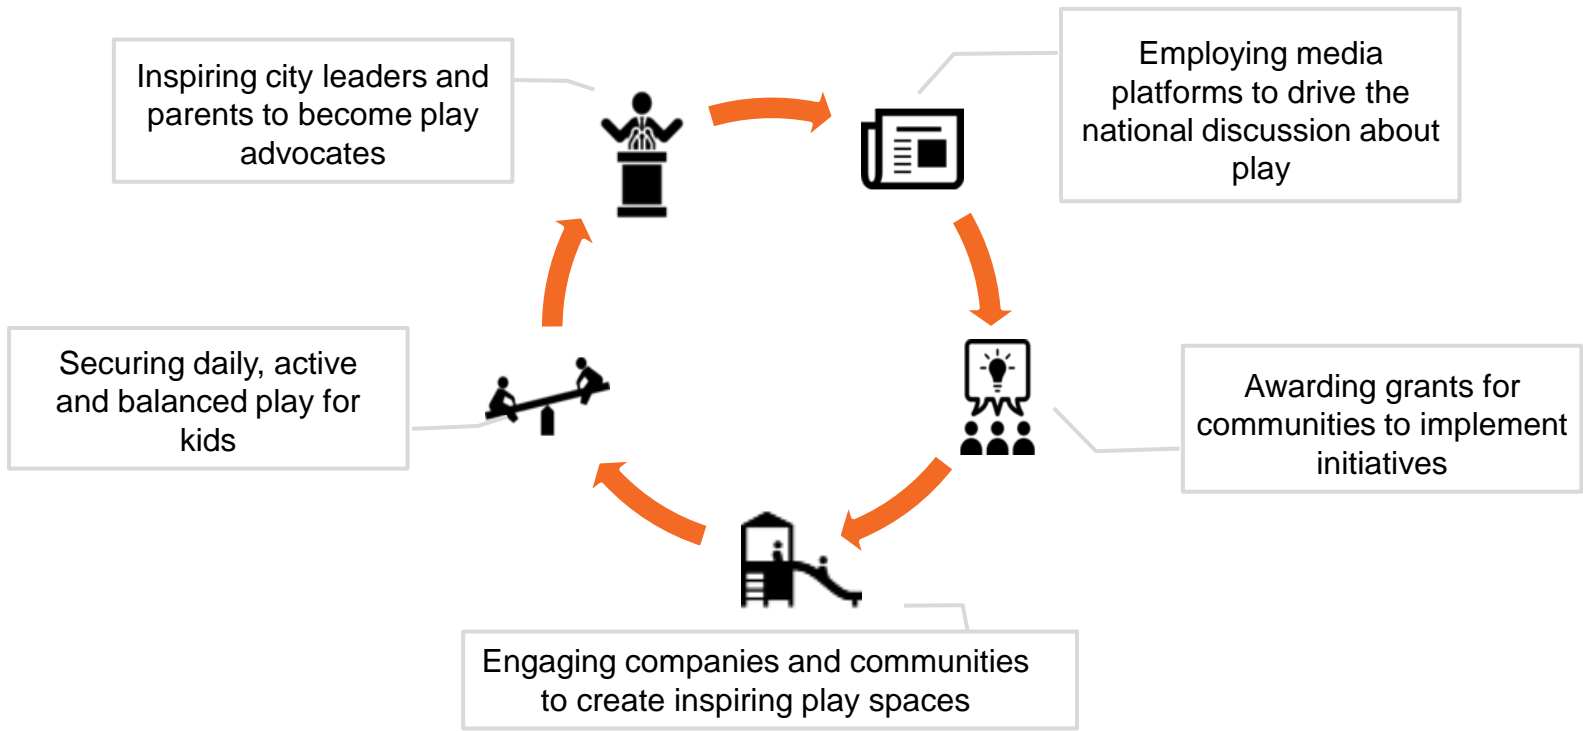 Inspiring city leaders and
parents to become play
advocates
Employing media
platforms to drive the
national discussion about
play
Awarding grants for
communities to implement
initiatives
Engaging companies and communities
to create inspiring play spaces
Securing daily, active
and balanced play for
kids